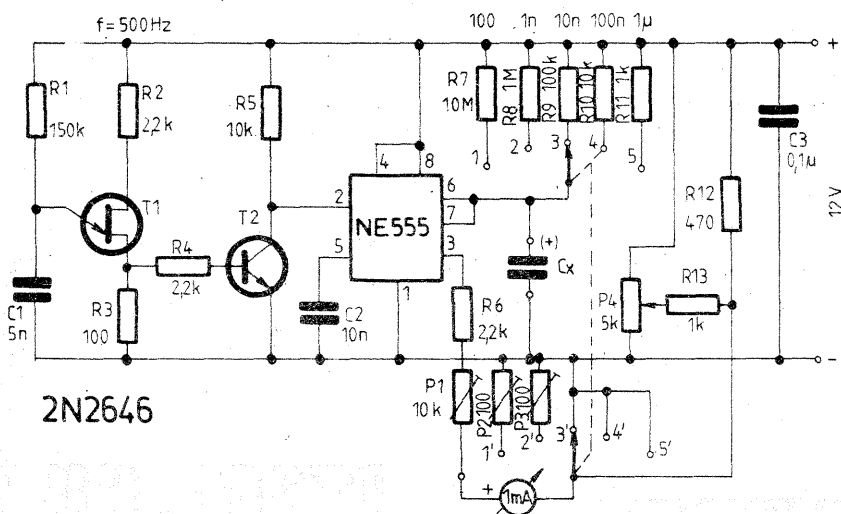 f=500Hz
100 1n 10n 100n 1µ
R1
150k
R2
2,2k
R5
10k
R7
10M
R8 1M
R9 100k
R10 10k
R11 1k
1
2
3
4
5
C3
0,1µ
+
12V
-
4
8
2
6
7
NE555
5
3
1
T1
T2
R4
2,2k
C1
5n
R3
100
C2
10n
R6
2,2k
(+)
Cx
R12
470
P4
5k
R13
1k
2N2646
P1
10k
P2 100
P3 100
1'
2'
3'
4'
5'
+
1mA